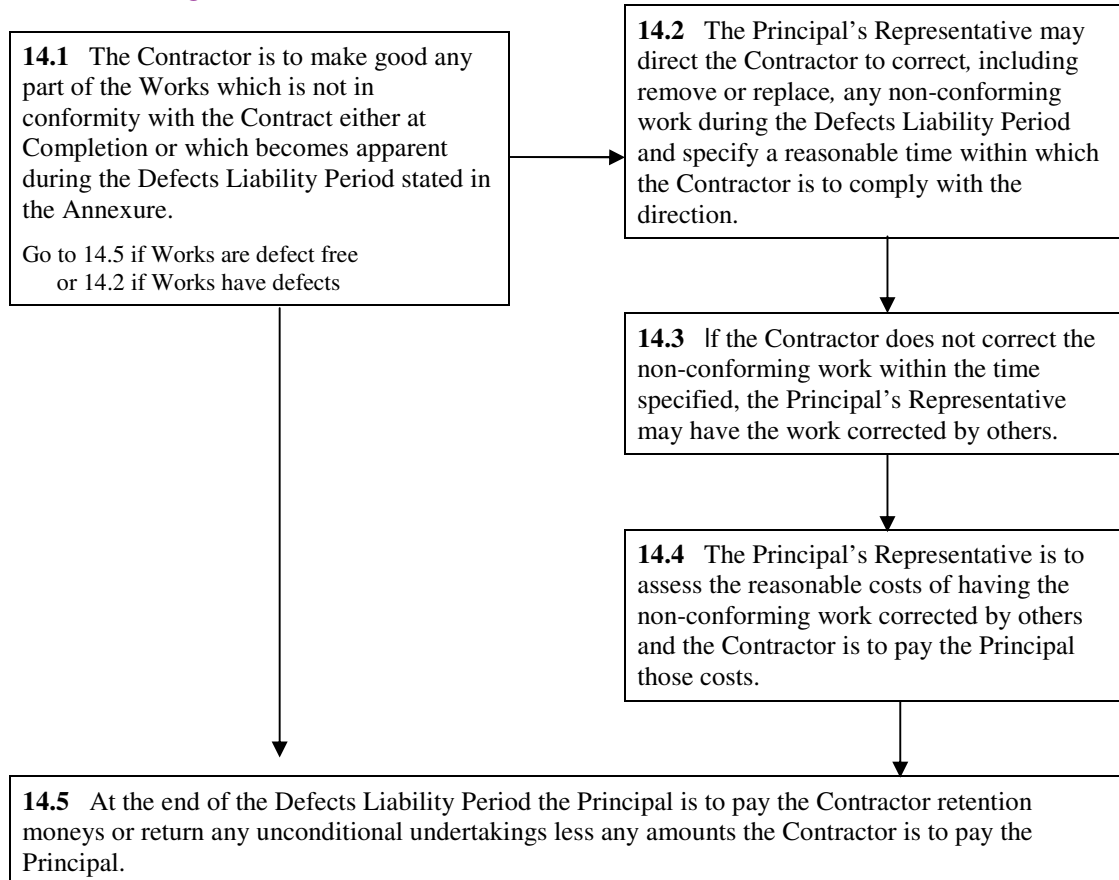 14.1 The Contractor is to make good any
part of the Works which is not in
conformity with the Contract either at
Completion or which becomes apparent
during the Defects Liability Period stated in
the Annexure.
Go to 14.5 if Works are defect free
or 14.2 if Works have defects
14.2 The Principal’s Representative may
direct the Contractor to correct, including
remove or replace, any non-conforming
work during the Defects Liability Period
and specify a reasonable time within which
the Contractor is to comply with the
direction.
14.3 If the Contractor does not correct the
non-conforming work within the time
specified, the Principal’s Representative
may have the work corrected by others.
14.4 The Principal’s Representative is to
assess the reasonable costs of having the
non-conforming work corrected by others
and the Contractor is to pay the Principal
those costs.
14.5 At the end of the Defects Liability Period the Principal is to pay the Contractor retention
moneys or return any unconditional undertakings less any amounts the Contractor is to pay the
Principal.